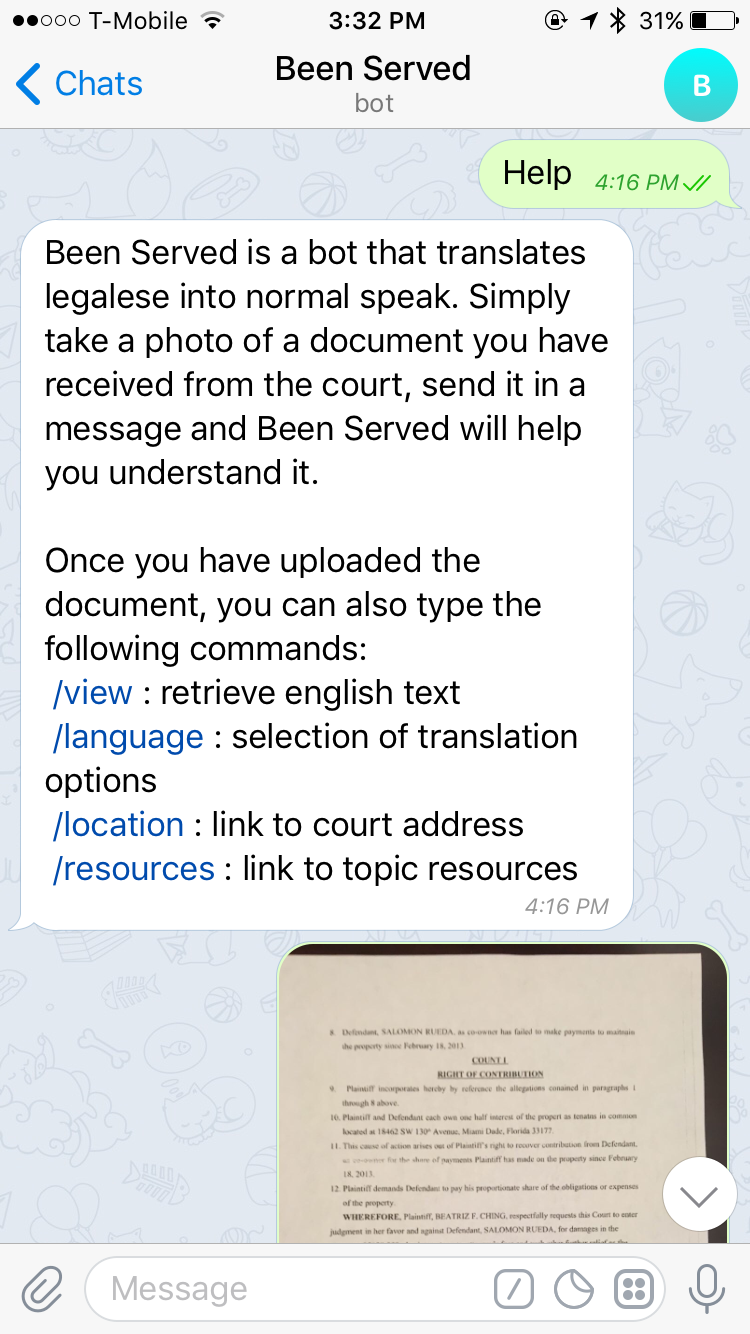 T-Mobile 3:32 PM 31%
Chats Been Served B
bot
Help 4:16 PM
Been Served is a bot that translates
legalese into normal speak. Simply
take a photo of a document you have
received from the court, send it in a
message and Been Served will help
you understand it.
Once you have uploaded the
document, you can also type the
following commands:
/view : retrieve english text
/language : selection of translation
options
/location : link to court address
/resources : link to topic resources
4:16 PM
8. Defendant, SALOMON RUEDA, as co-owner has failed to make payments to maintain
the property since February 18, 2013.
COUNT I
RIGHT OF CONTRIBUTION
9. Plaintiff incorporates hereby by reference the allegations contained in paragraphs 1
through 8 above.
10. Plaintiff and Defendant each own one half interest of the propert as tenants in common
located at 18462 SW 130th Avenue, Miami Dade, Florida 33177.
11. This cause of action arises out of Plaintiff's right to recover contribution from Defendant,
as co-owner for the share of payments Plaintiff has made on the property since February
18, 2013.
12. Plaintiff demands Defendant to pay his proportionate share of the obligations or expenses
of the property.
WHEREFORE, Plaintiff, BEATRIZ F. CHING, respectfully requests this Court to enter
judgment in her favor and against Defendant, SALOMON RUEDA, for damages in the
Message